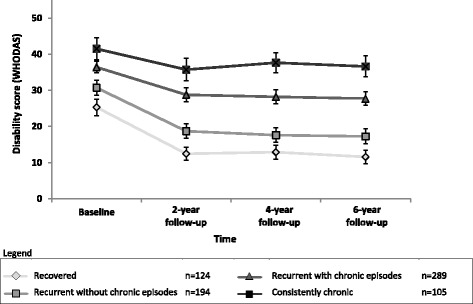 Disability score (WHODAS)
50
40
30
20
10
0
Baseline
2-year
follow-up
4-year
follow-up
6-year
follow-up
Time
Legend
Recovered n=124
Recurrent with chronic episodes n=289
Recurrent without chronic episodes n=194
Consistently chronic n=105